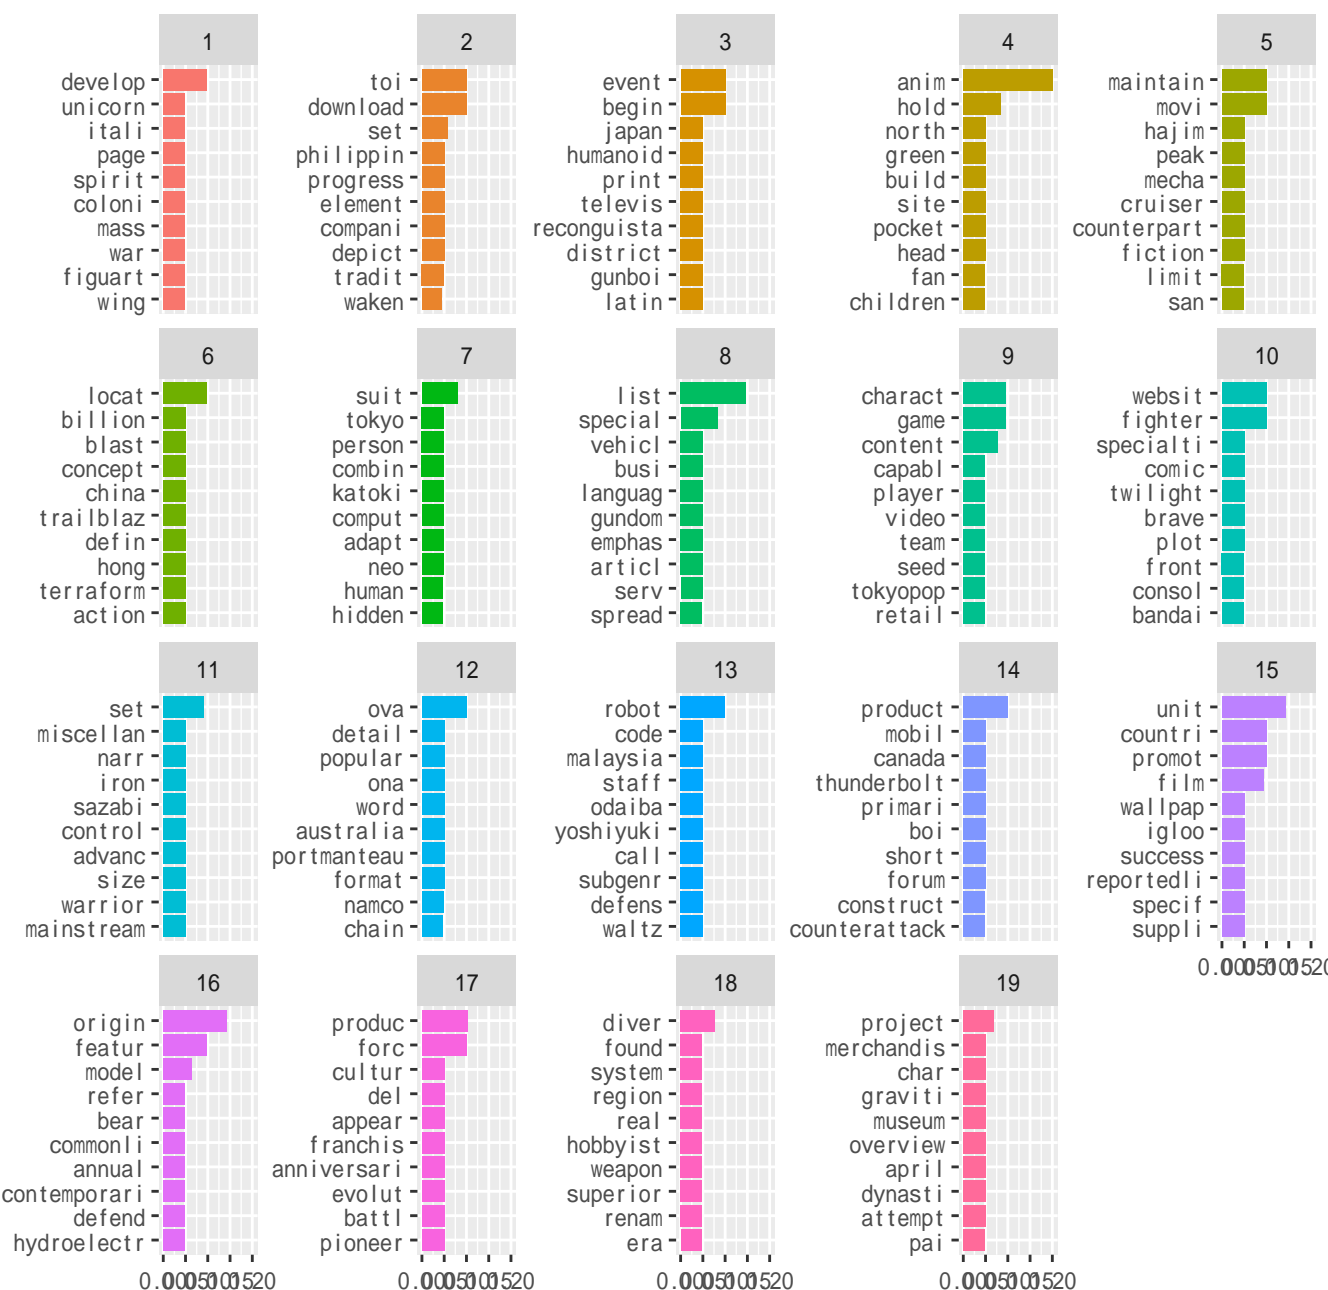 1 2 3 4 5
develop toi event anim maintain
unicorn download begin hold movi
itali set japan north hajim
page philippin humanoid green peak
spirit progress print build mecha
coloni element televis site cruiser
mass compani reconguista pocket counterpart
war depict district head fiction
figuart tradit gunboi fan limit
wing waken latin children san
6 7 8 9 10
locat suit list charact websit
billion tokyo special game fighter
blast person vehicl content specialti
concept combin busi capabl comic
china katoki languag player twilight
trailblaz comput gundom video brave
defin adapt emphas team plot
hong neo articl seed front
terraform human serv tokyopop consol
action hidden spread retail bandai
11 12 13 14 15
set ova robot product unit
miscellan detail code mobil countri
narr popular malaysia canada promot
iron ona staff thunderbolt film
sazabi word odaiba primari wallpap
control australia yoshiyuki boi igloo
advanc portmanteau call short success
size format subgenr forum reportedli
warrior namco defens construct specif
mainstream chain waltz counterattack suppli
16 17 18 19
origin produc diver project
featur forc found merchandis
model cultur system char
refer del region graviti
bear appear real museum
commonli franchis hobbyist overview
annual anniversari weapon april
contemporari evolut superior dynasti
defend battl renam attempt
hydroelectr pioneer era pai